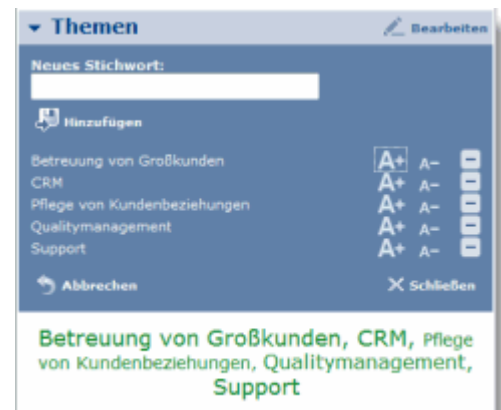 Themen Bearbeiten
Neues Stichwort:
Hinzufügen
Betreuung von Großkunden A+ A-
CRM A+ A-
Pflege von Kundenbeziehungen A+ A-
Qualitymanagement A+ A-
Support A+ A-
Abbrechen Schließen
Betreuung von Großkunden, CRM, Pflege
von Kundenbeziehungen, Qualitymanagement,
Support